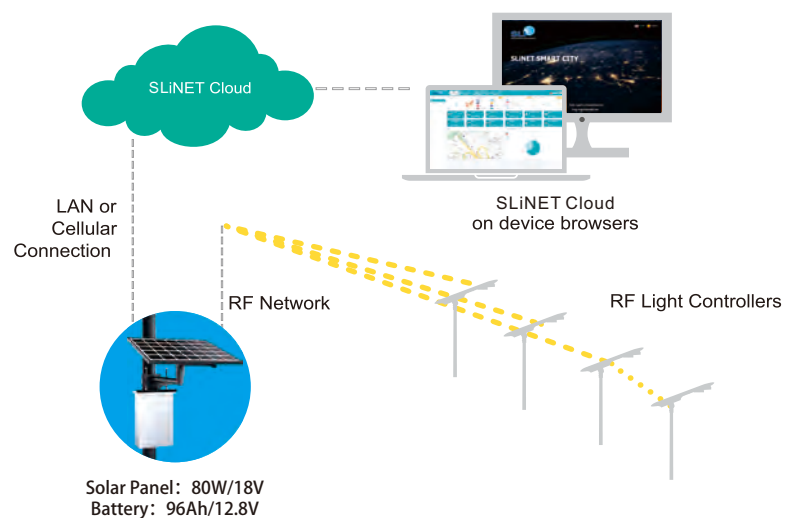 SLiNET Cloud
SLiNET SMART CITY
LAN or
Cellular
Connection
SLiNET Cloud
on device browsers
RF Network
RF Light Controllers
Solar Panel： 80W/18V
Battery： 96Ah/12.8V